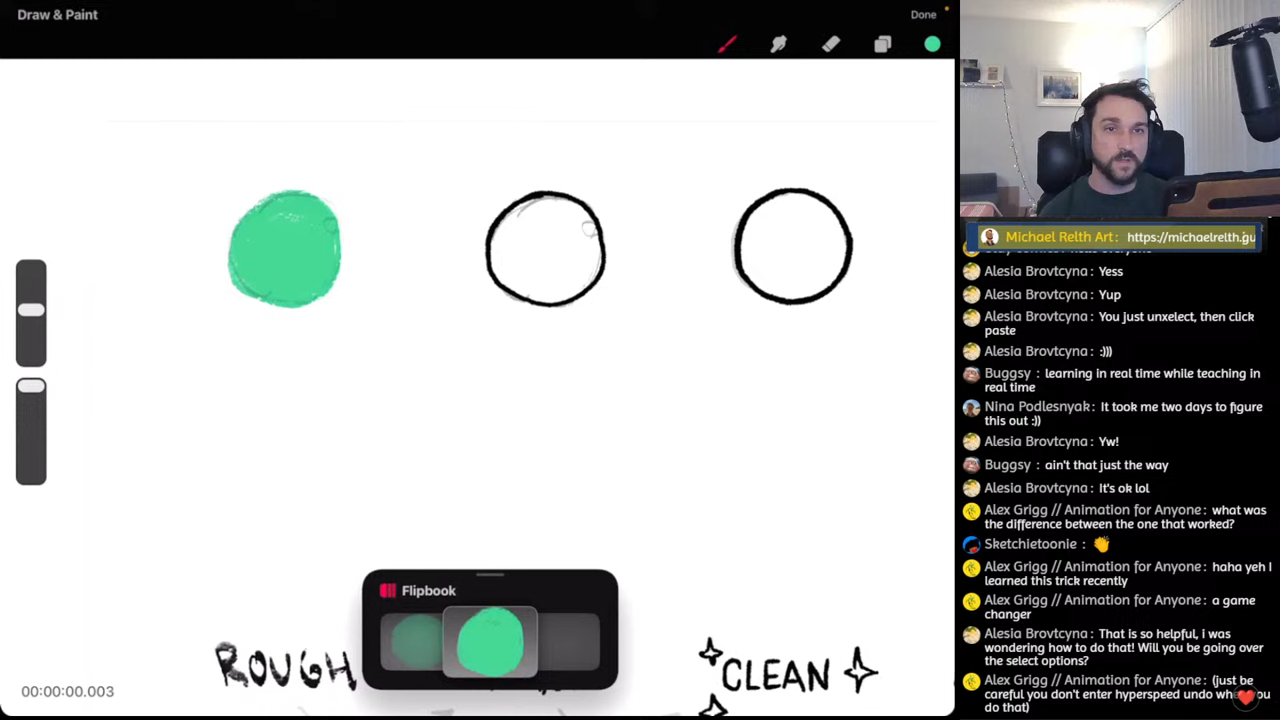 Draw & Paint
Done
Michael Relth Art: https://michaelrelth.gu
Alesia Brovtcyna: Yess
Alesia Brovtcyna: Yup
Alesia Brovtcyna: You just unxelect, then click
paste
Alesia Brovtcyna: :)))
Buggsy : learning in real time while teaching in
real time
Nina Podlesnyak: It took me two days to figure
this out :))
Alesia Brovtcyna: Yw!
Buggsy : ain't that just the way
Alesia Brovtcyna: It's ok lol
Alex Grigg // Animation for Anyone: what was
the difference between the one that worked?
Sketchietoonie : 👏
Alex Grigg // Animation for Anyone: haha yeh I
learned this trick recently
Alex Grigg // Animation for Anyone: a game
changer
Alesia Brovtcyna: That is so helpful, i was
wondering how to do that! Will you be going over
the select options?
Alex Grigg // Animation for Anyone: (just be
careful you don't enter hyperspeed undo you
do that)
Flipbook
ROUGH
CLEAN
00:00:00.003